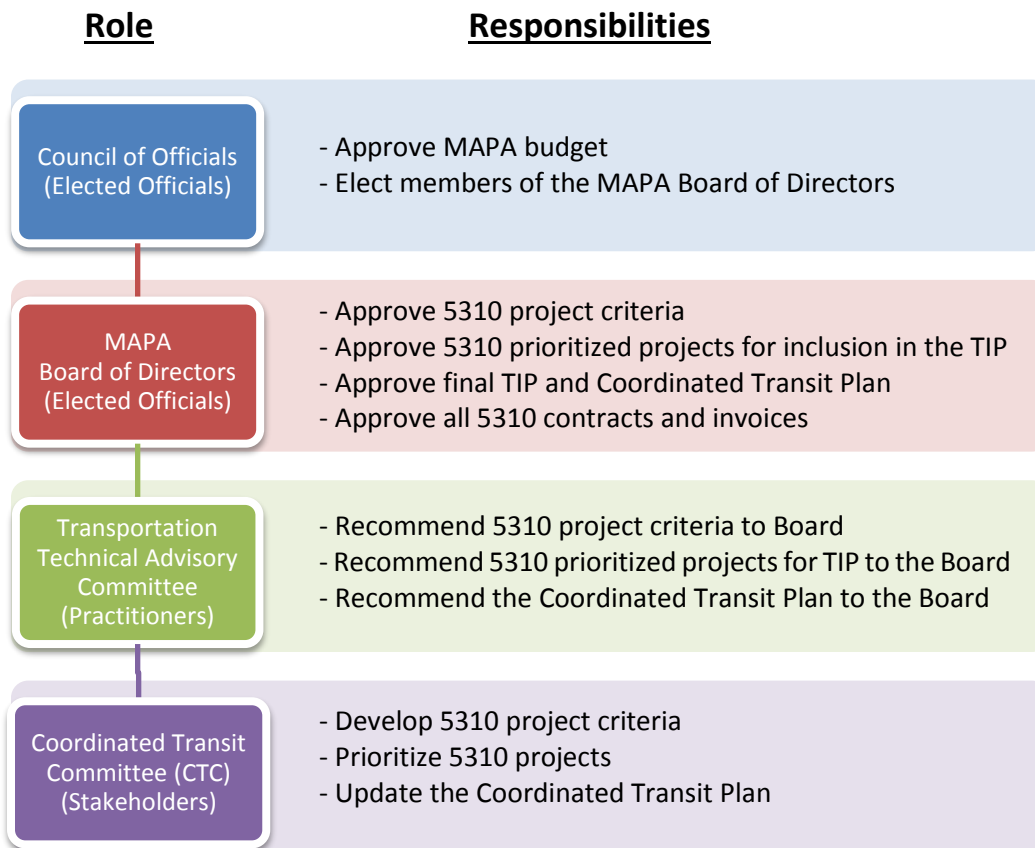 Role
Responsibilities
Council of Officials
(Elected Officials)
- Approve MAPA budget
- Elect members of the MAPA Board of Directors
MAPA
Board of Directors
(Elected Officials)
- Approve 5310 project criteria
- Approve 5310 prioritized projects for inclusion in the TIP
- Approve final TIP and Coordinated Transit Plan
- Approve all 5310 contracts and invoices
Transportation
Technical Advisory
Committee
(Practitioners)
- Recommend 5310 project criteria to Board
- Recommend 5310 prioritized projects for TIP to the Board
- Recommend the Coordinated Transit Plan to the Board
Coordinated Transit
Committee (CTC)
(Stakeholders)
- Develop 5310 project criteria
- Prioritize 5310 projects
- Update the Coordinated Transit Plan